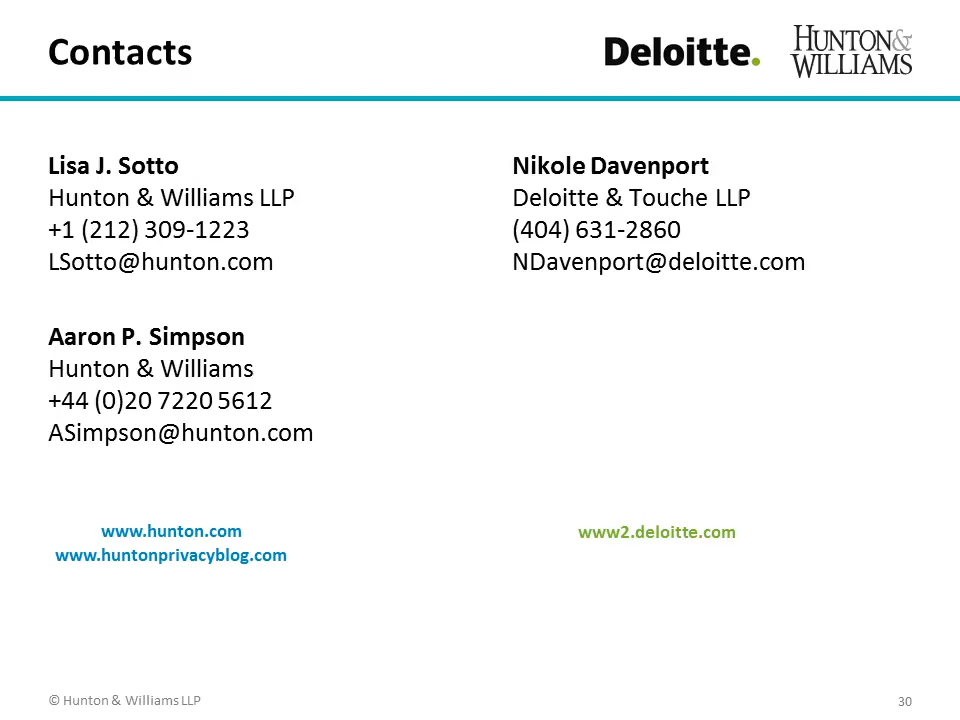 Contacts
Deloitte.
HUNTON&
WILLIAMS
Lisa J. Sotto
Hunton & Williams LLP
+1 (212) 309-1223
LSotto@hunton.com
Nikole Davenport
Deloitte & Touche LLP
(404) 631-2860
NDavenport@deloitte.com
Aaron P. Simpson
Hunton & Williams
+44 (0)20 7220 5612
ASimpson@hunton.com
www.hunton.com
www.huntonprivacyblog.com
www2.deloitte.com
© Hunton & Williams LLP
30